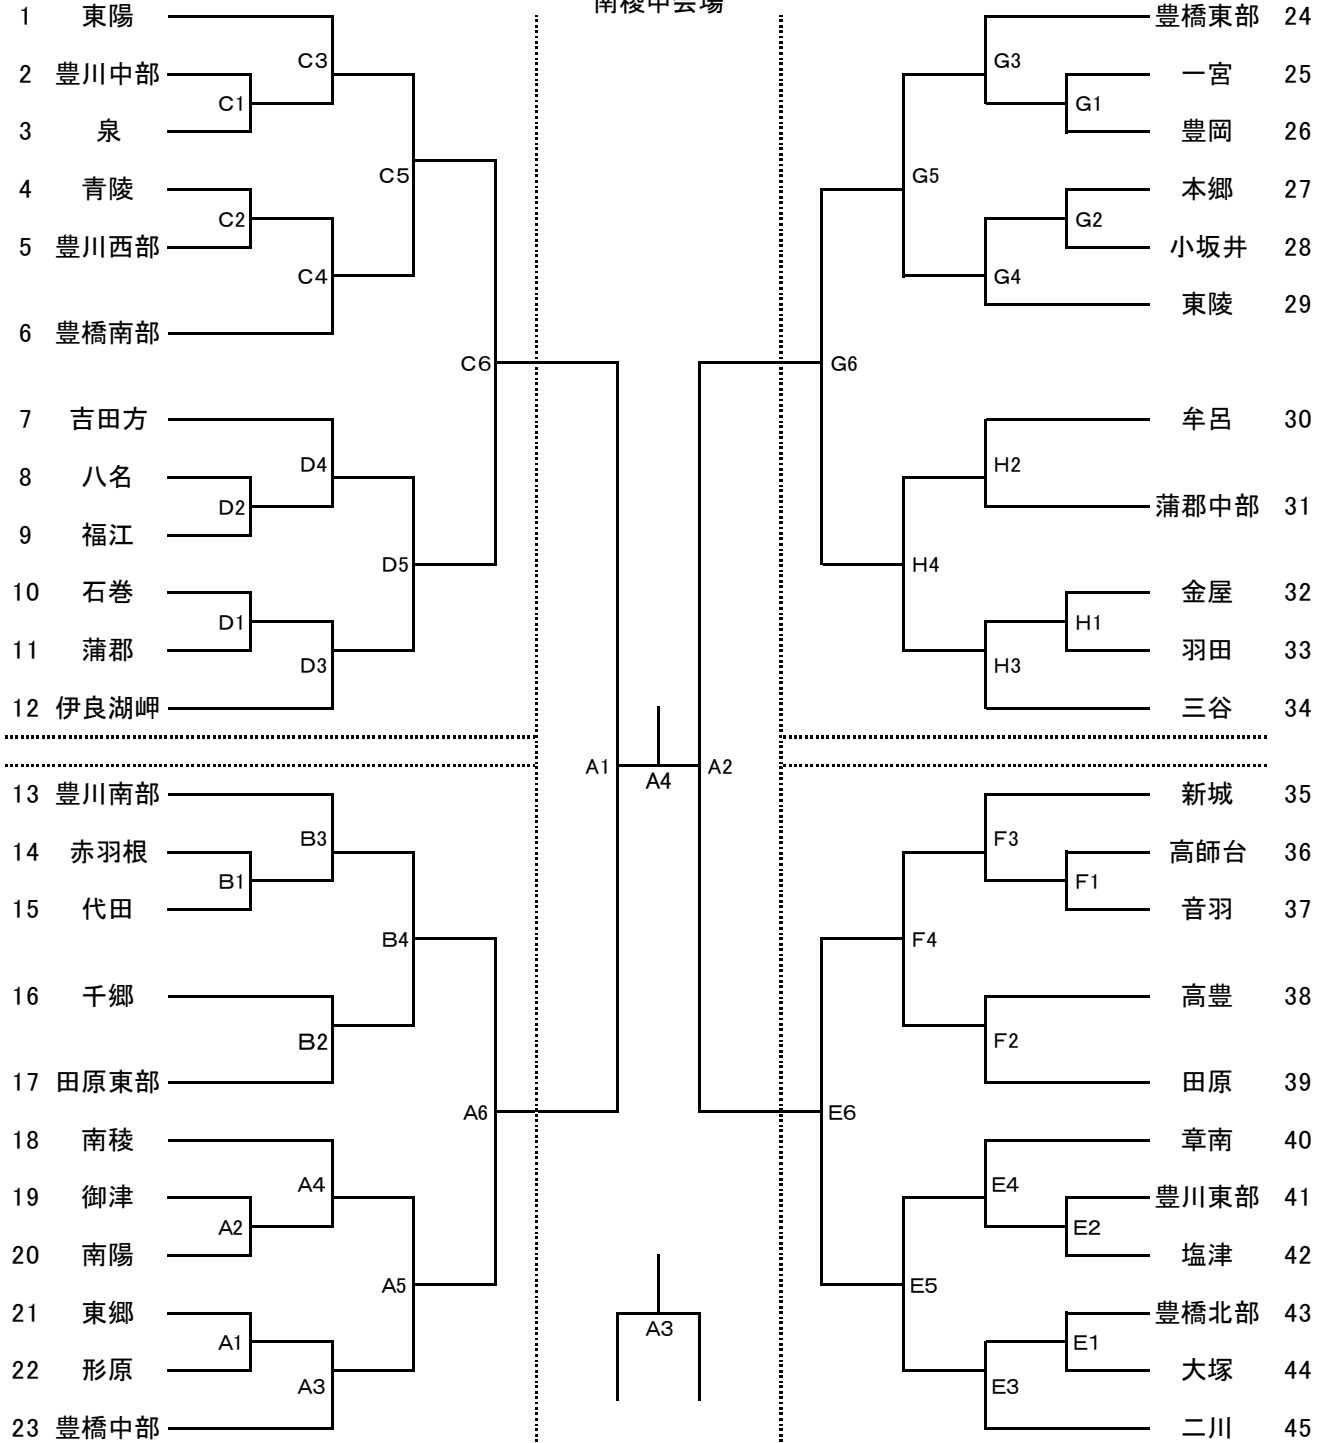 南稜中会場
1 東陽
2 豊川中部
3 泉
4 青陵
5 豊川西部
6 豊橋南部
7 吉田方
8 八名
9 福江
10 石巻
11 蒲郡
12 伊良湖岬
13 豊川南部
14 赤羽根
15 代田
16 千郷
17 田原東部
18 南稜
19 御津
20 南陽
21 東郷
22 形原
23 豊橋中部
C3
C1
C5
C2
C4
C6
D4
D2
D5
D1
D3
B3
B1
B4
B2
A6
A4
A2
A5
A1
A3
A1
A4
A2
A3
G3
G1
G5
G2
G4
G6
H2
H4
H1
H3
F3
F1
F4
F2
E6
E4
E2
E5
E1
E3
豊橋東部 24
一宮 25
豊岡 26
本郷 27
小坂井 28
東陵 29
牟呂 30
蒲郡中部 31
金屋 32
羽田 33
三谷 34
新城 35
高師台 36
音羽 37
高豊 38
田原 39
章南 40
豊川東部 41
塩津 42
豊橋北部 43
大塚 44
二川 45